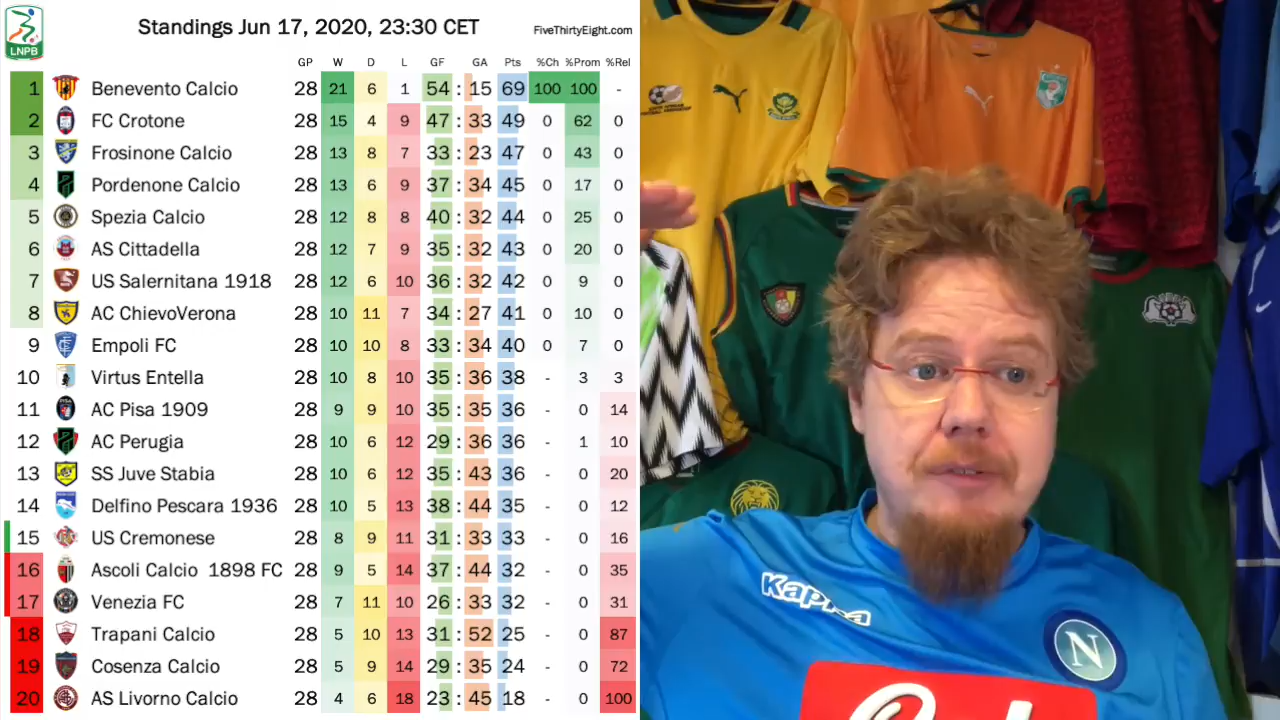 Standings Jun 17, 2020, 23:30 CET
FiveThirtyEight.com
LNPB
GP W D L GF GA Pts %Ch %Prom %Rel
1 Benevento Calcio 28 21 6 1 54 : 15 69 100 100 -
2 FC Crotone 28 15 4 9 47 : 33 49 0 62 0
3 Frosinone Calcio 28 13 8 7 33 : 23 47 0 43 0
4 Pordenone Calcio 28 13 6 9 37 : 34 45 0 17 0
5 Spezia Calcio 28 12 8 8 40 : 32 44 0 25 0
6 AS Cittadella 28 12 7 9 35 : 32 43 0 20 0
7 US Salernitana 1918 28 12 6 10 36 : 32 42 0 9 0
8 AC ChievoVerona 28 10 11 7 34 : 27 41 0 10 0
9 Empoli FC 28 10 10 8 33 : 34 40 0 7 0
10 Virtus Entella 28 10 8 10 35 : 36 38 - 3 3
11 AC Pisa 1909 28 9 9 10 35 : 35 36 - 0 14
12 AC Perugia 28 10 6 12 29 : 36 36 - 1 10
13 SS Juve Stabia 28 10 6 12 35 : 43 36 - 0 20
14 Delfino Pescara 1936 28 10 5 13 38 : 44 35 - 0 12
15 US Cremonese 28 8 9 11 31 : 33 33 - 0 16
16 Ascoli Calcio 1898 FC 28 9 5 14 37 : 44 32 - 0 35
17 Venezia FC 28 7 11 10 26 : 33 32 - 0 31
18 Trapani Calcio 28 5 10 13 31 : 52 25 - 0 87
19 Cosenza Calcio 28 5 9 14 29 : 35 24 - 0 72
20 AS Livorno Calcio 28 4 6 18 23 : 45 18 - 0 100
Kappa
N